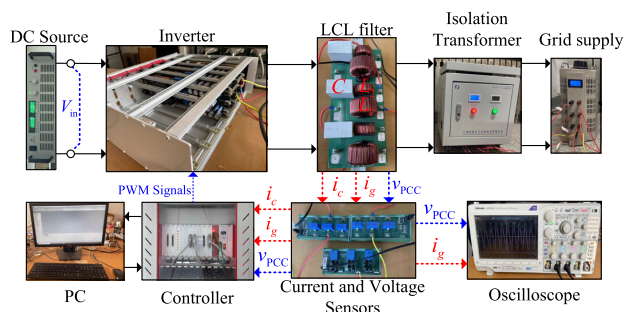 DC Source
Inverter
LCL filter
Isolation
Transformer
Grid supply
V_in
C
PWM Signals
i_c
i_g
v_PCC
i_c
i_g
v_PCC
v_PCC
i_g
PC
Controller
Current and Voltage
Sensors
Oscilloscope